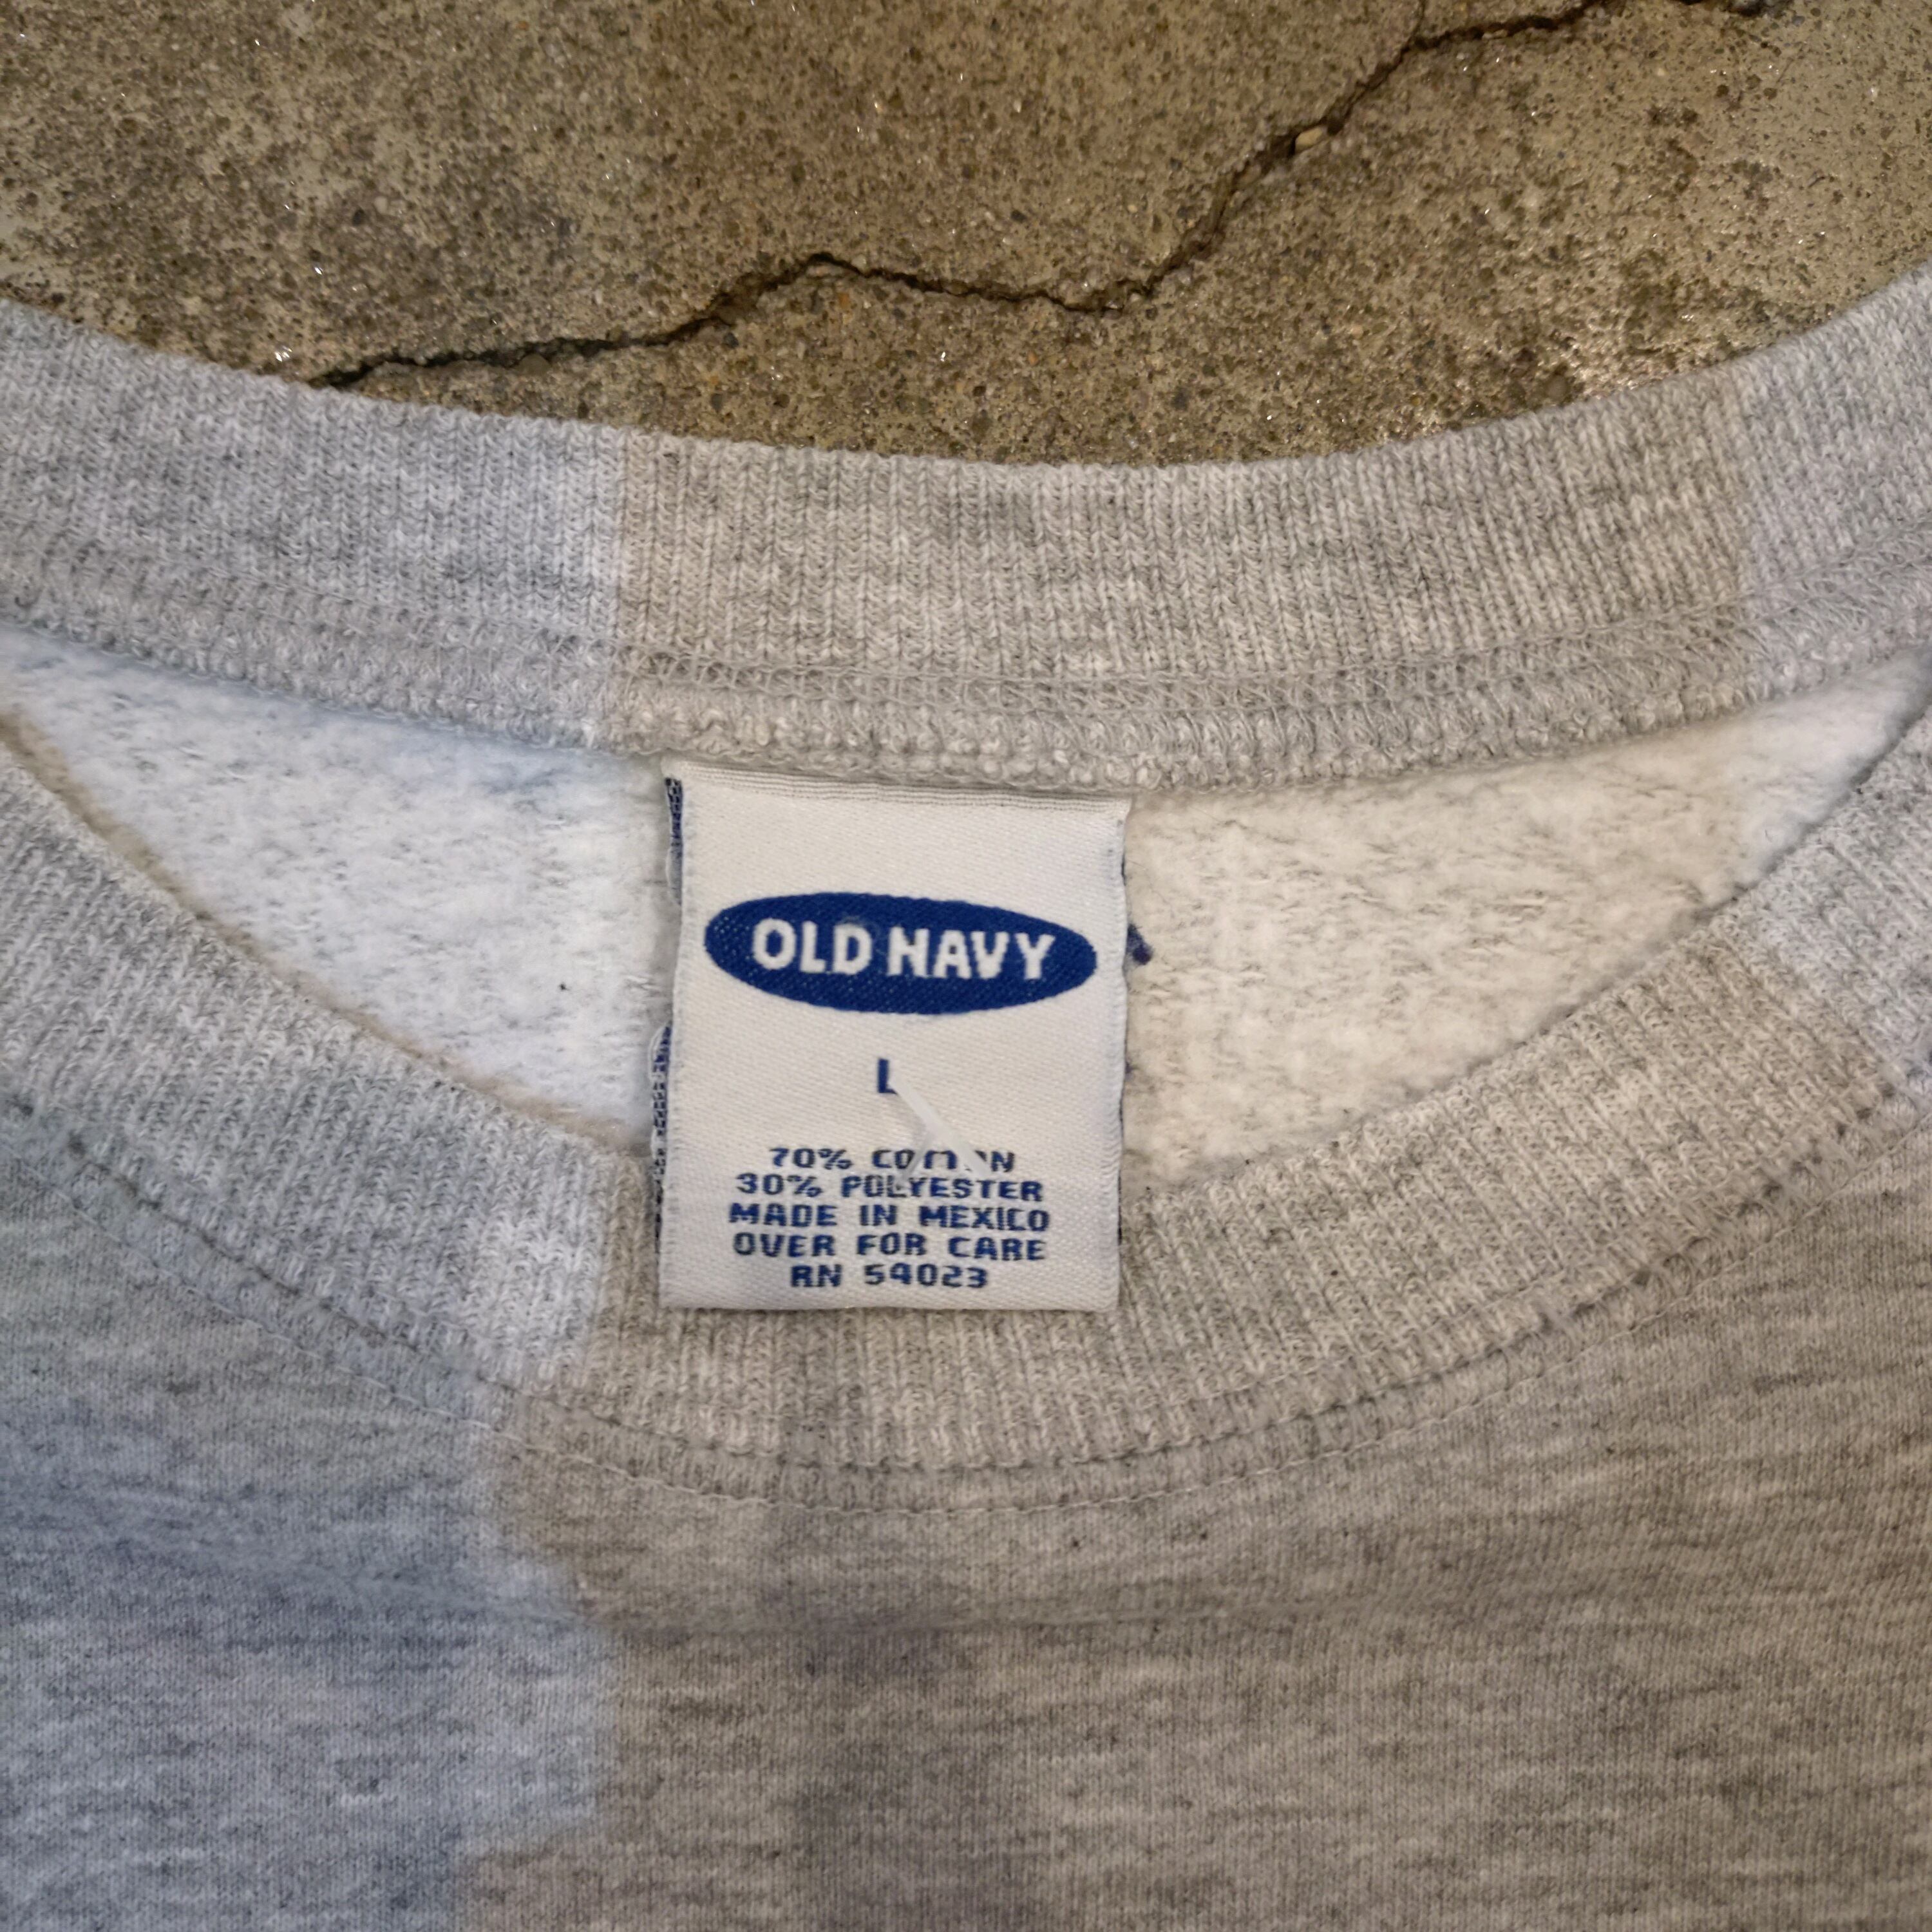 OLD NAVY
L
70% COTTON
30% POLYESTER
MADE IN MEXICO
OVER FOR CARE
RN 54023